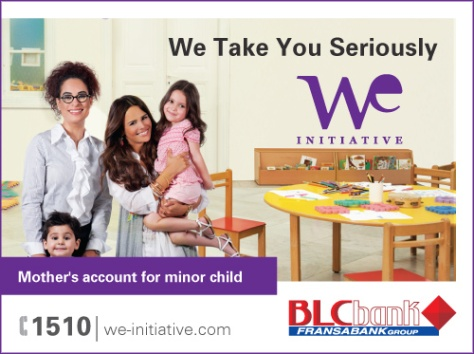 We Take You Seriously
We
INITIATIVE
Mother's account for minor child
1510 | we-initiative.com
BLCbank
FRANSABANK GROUP